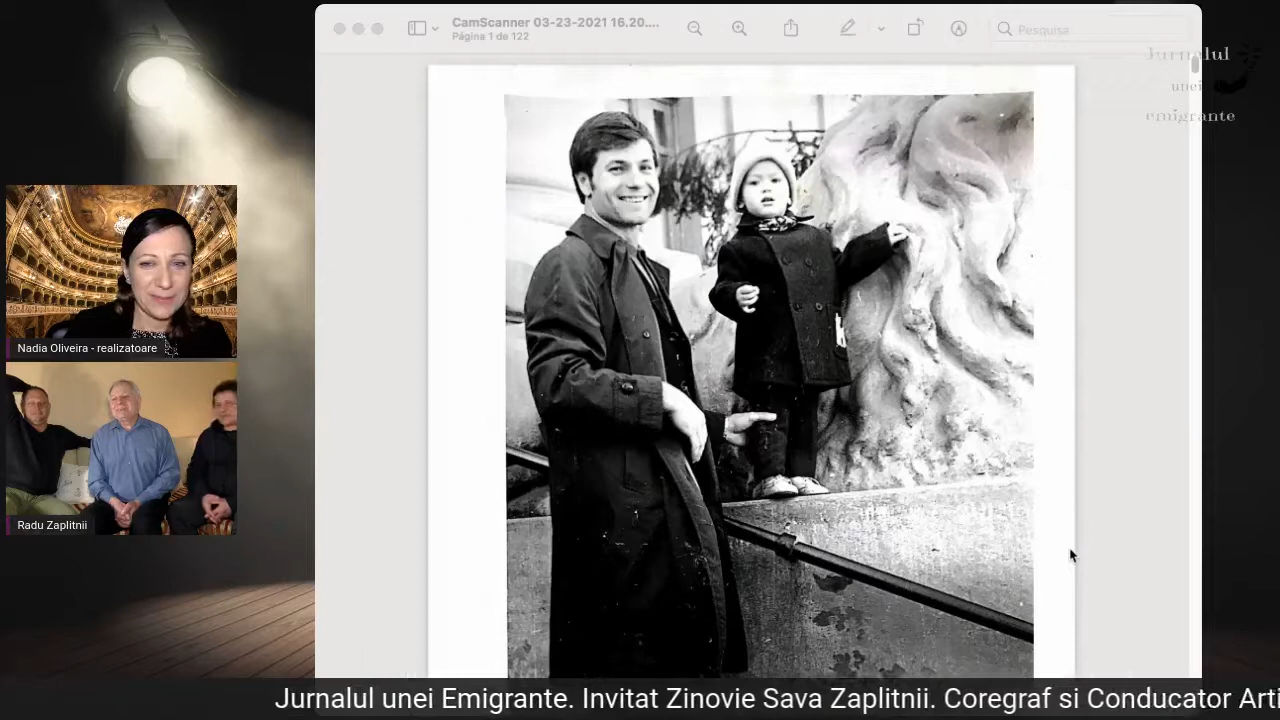 CamScanner 03-23-2021 16.20....
Página 1 de 122
Pesquisa
Jurnalul
unei
emigrante
Nadia Oliveira - realizatoare
Radu Zaplitnii
Jurnalul unei Emigrante. Invitat Zinovie Sava Zaplitnii. Coregraf si Conducator Arti